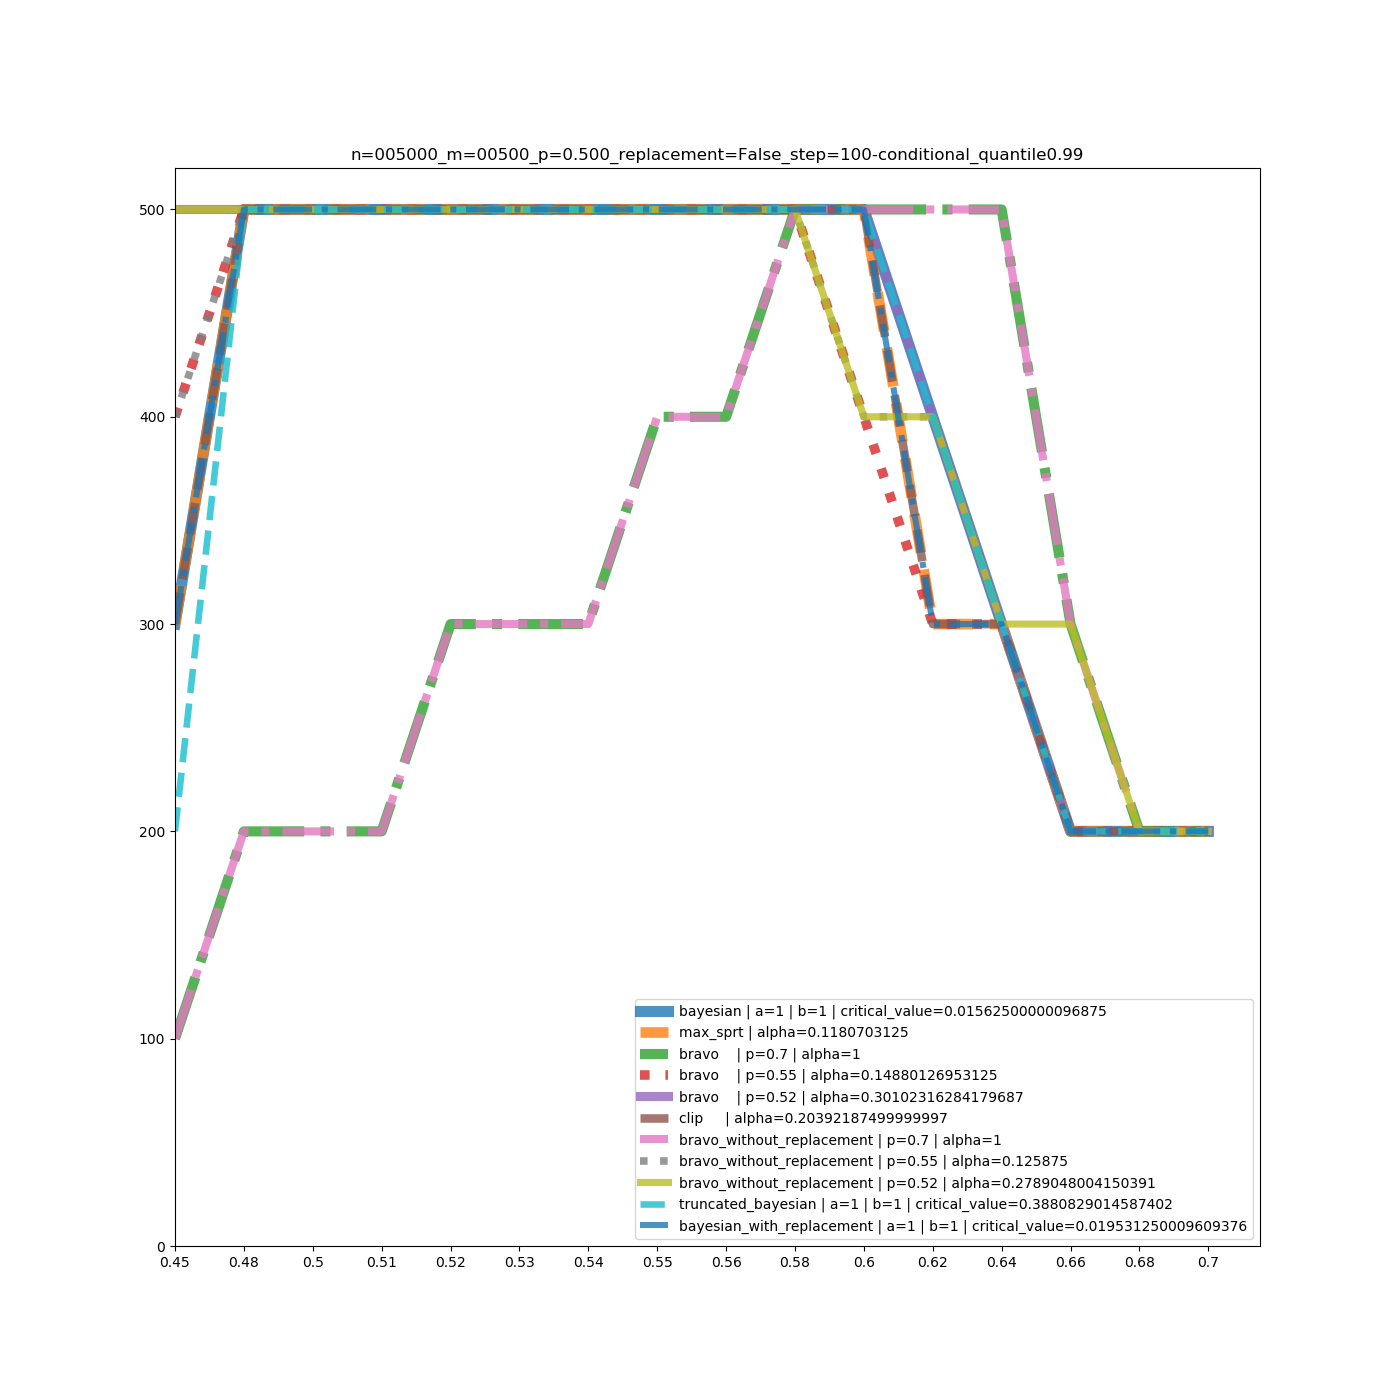 n=005000_m=00500_p=0.500_replacement=False_step=100-conditional_quantile0.99
500
400
300
200
100
0
bayesian | a=1 | b=1 | critical_value=0.01562500000096875
max_sprt | alpha=0.1180703125
bravo    | p=0.7 | alpha=1
bravo    | p=0.55 | alpha=0.14880126953125
bravo    | p=0.52 | alpha=0.30102316284179687
clip     | alpha=0.20392187499999997
bravo_without_replacement | p=0.7 | alpha=1
bravo_without_replacement | p=0.55 | alpha=0.125875
bravo_without_replacement | p=0.52 | alpha=0.2789048004150391
truncated_bayesian | a=1 | b=1 | critical_value=0.3880829014587402
bayesian_with_replacement | a=1 | b=1 | critical_value=0.019531250009609376
0.45 0.48 0.5 0.51 0.52 0.53 0.54 0.55 0.56 0.58 0.6 0.62 0.64 0.66 0.68 0.7